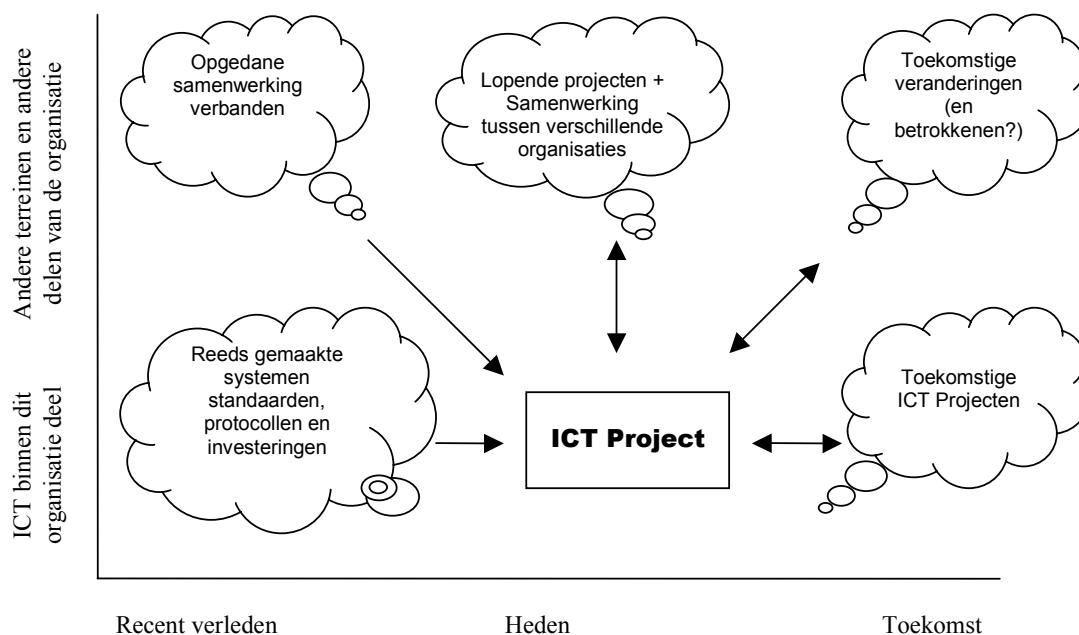 Andere terreinen en andere
delen van de organisatie
Opgedane
samenwerking
verbanden
Lopende projecten +
Samenwerking
tussen verschillende
organisaties
Toekomstige
veranderingen
(en
betrokkenen?)
ICT binnen dit
organisatie deel
Reeds gemaakte
systemen
standaarden,
protocollen en
investeringen
ICT Project
Toekomstige
ICT Projecten
Recent verleden
Heden
Toekomst